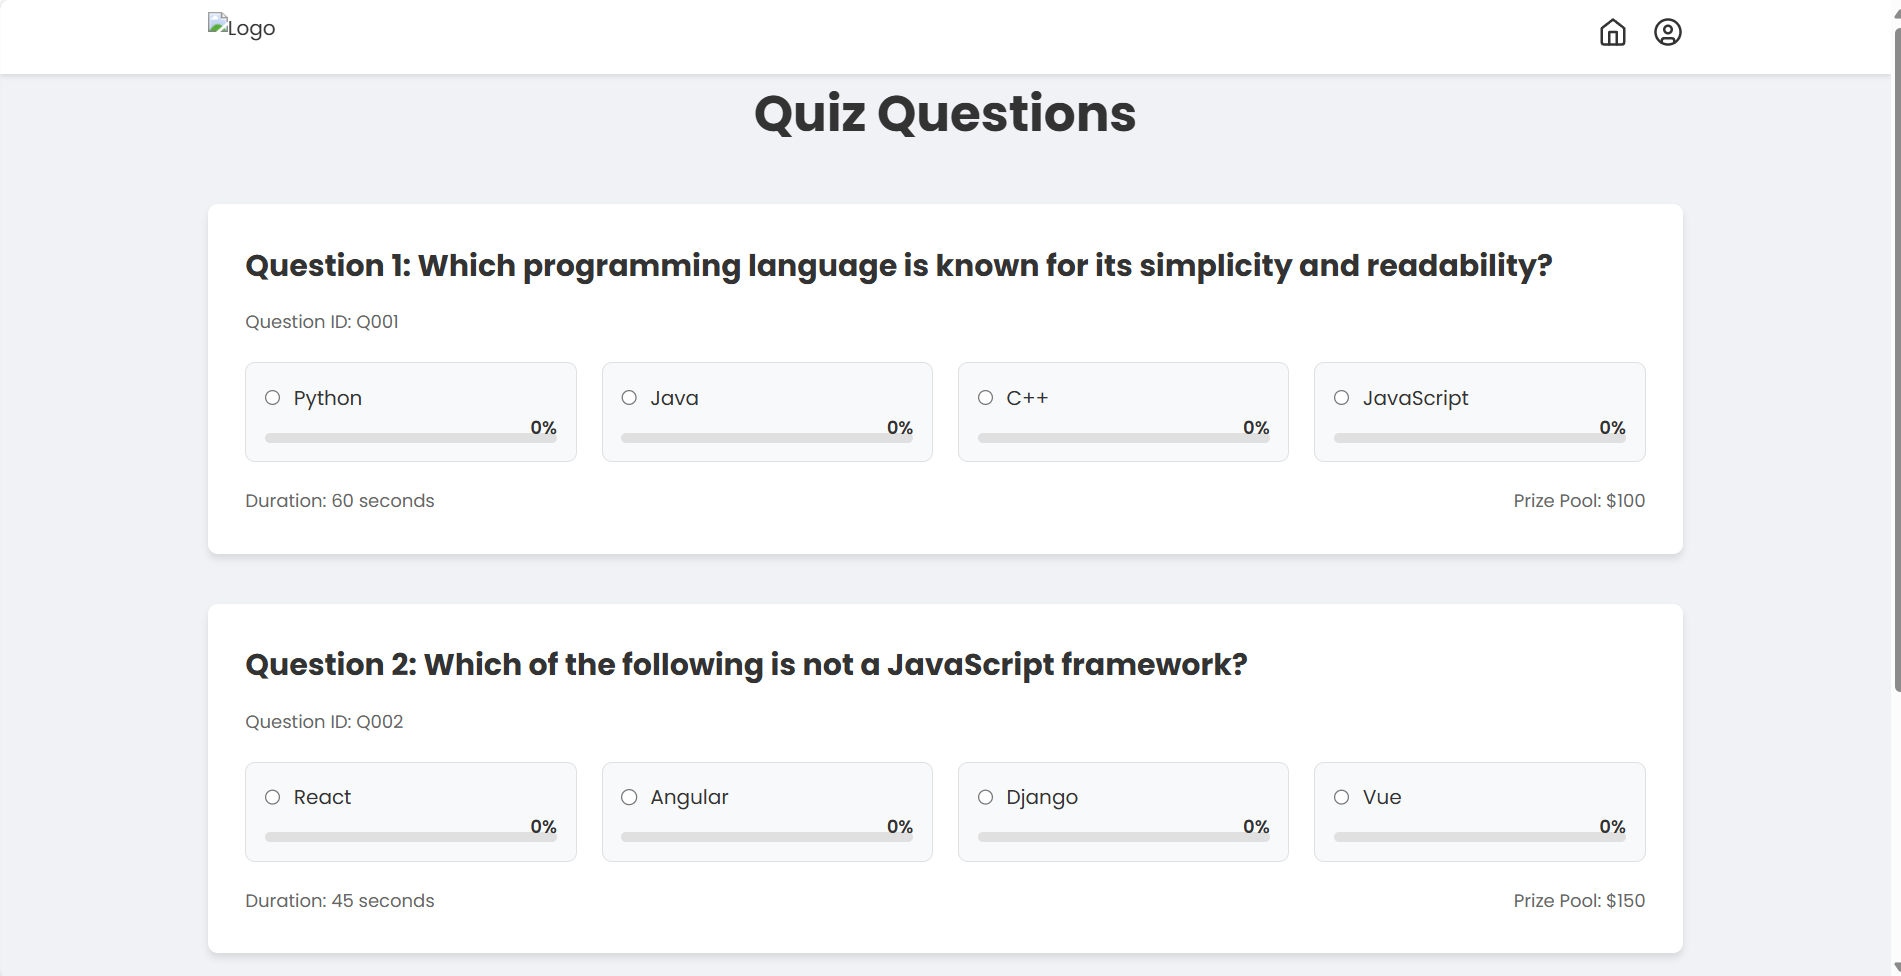 Logo
Quiz Questions
Question 1: Which programming language is known for its simplicity and readability?
Question ID: Q001
Python
0%
Java
0%
C++
0%
JavaScript
0%
Duration: 60 seconds
Prize Pool: $100
Question 2: Which of the following is not a JavaScript framework?
Question ID: Q002
React
0%
Angular
0%
Django
0%
Vue
0%
Duration: 45 seconds
Prize Pool: $150